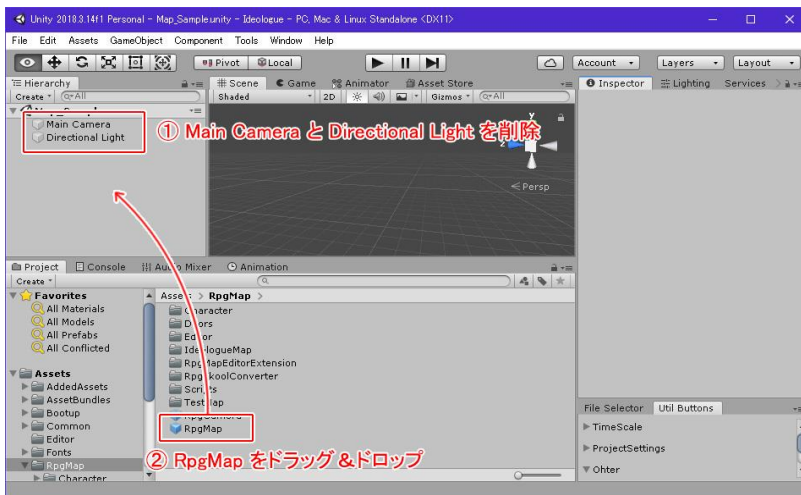 Unity 2018.3.14f1 Personal - Map_Sample.unity - Ideologue - PC, Mac & Linux Standalone <DX11>
File Edit Assets GameObject Component Tools Window Help
Pivot Local Account Layers Layout
Hierarchy
Create All
Main Camera
Directional Light
Scene Game Animator Asset Store
Shaded 2D Gizmos All
① Main Camera と Directional Light を削除
z
Persp
Inspector Lighting Services
Project Console Audio Mixer Animation
Create
Favorites
All Materials
All Models
All Prefabs
All Conflicted
Assets
AddedAssets
AssetBundles
Bootup
Common
Editor
Fonts
RpgMap
Character
Assets > RpgMap >
Character
Doors
Editor
IdeologueMap
RpgMapEditorExtension
RpgSkoolConverter
Scripts
TestMap
RpgCamera
RpgMap
② RpgMap をドラッグ&ドロップ
File Selector Util Buttons
TimeScale
ProjectSettings
Ohter